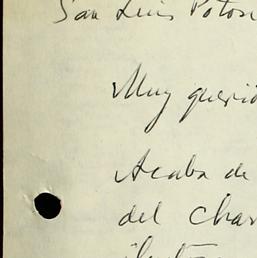 San Luis Potos
Muy querid
Acaba de
del char